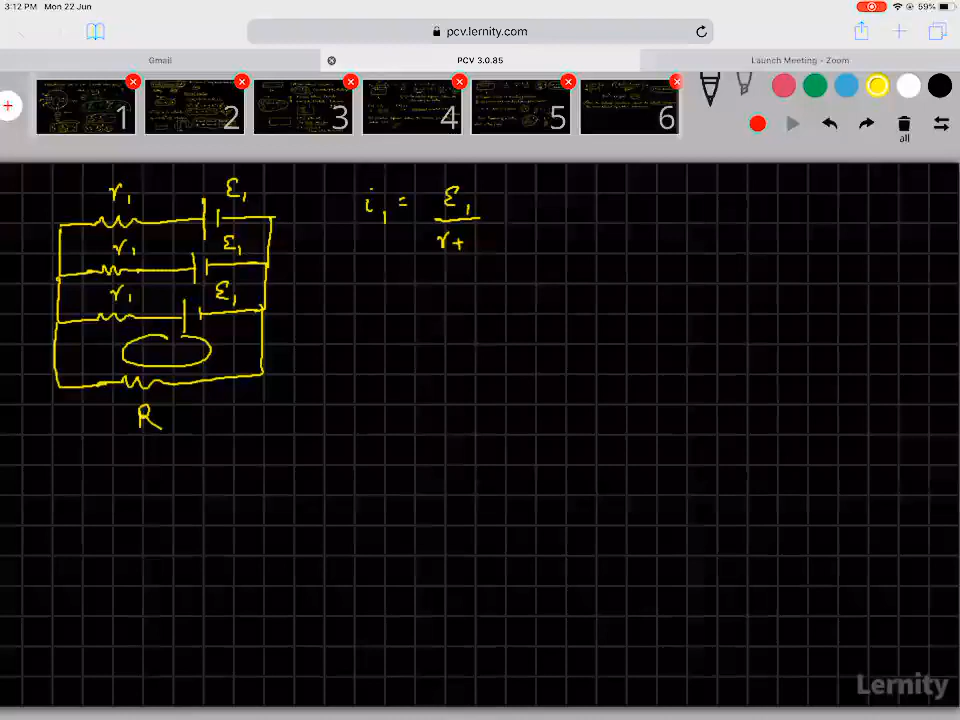 3:12 PM Mon 22 Jun
59%
pcv.lernity.com
Gmail
PCV 3.0.85
Launch Meeting - Zoom
1
2
3
4
5
6
all
r₁ ε₁
r₁ ε₁
r₁ ε₁
R
i₁ = ε₁
r+
Lernity